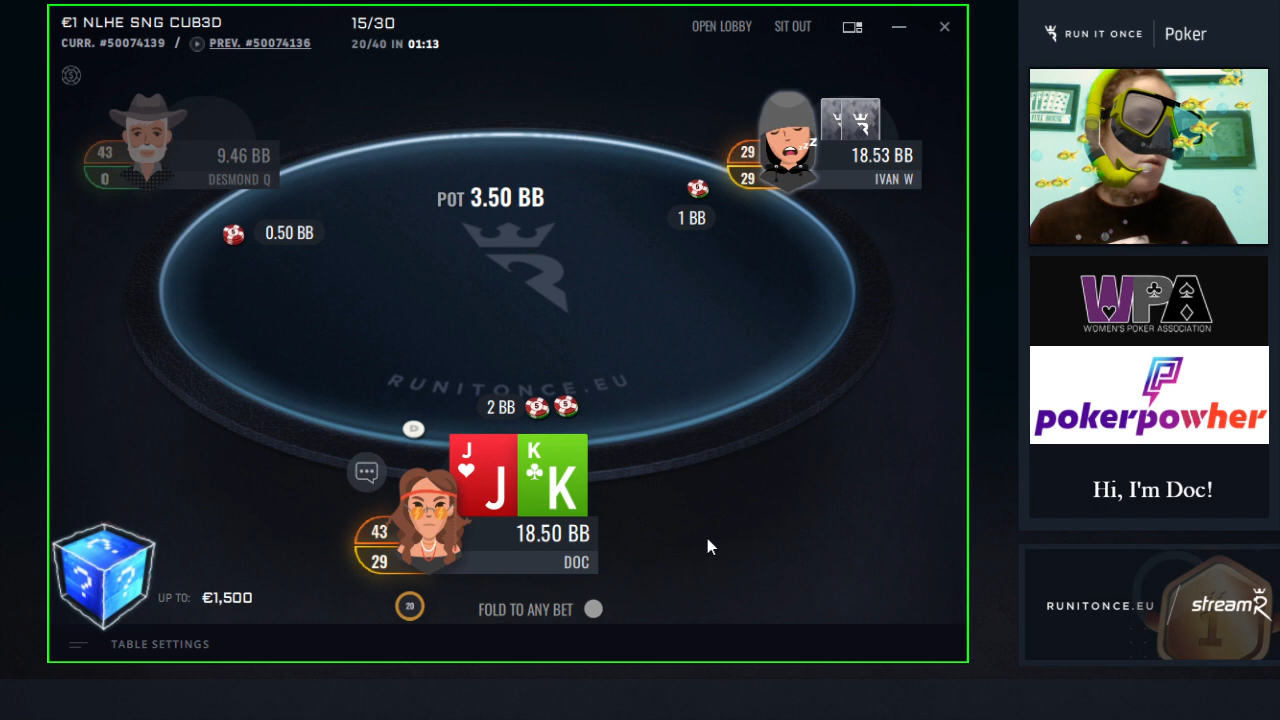 €1 NLHE SNG CUB3D
15/30
OPEN LOBBY
SIT OUT
CURR. #50074139 / PREV. #50074136
20/40 IN 01:13
43
9.46 BB
0
DESMOND Q
29
18.53 BB
29
IVAN W
POT 3.50 BB
1 BB
0.50 BB
RUNITONCE.EU
2 BB
D
J
J
K
K
43
18.50 BB
29
DOC
UP TO: €1,500
20
FOLD TO ANY BET
TABLE SETTINGS
RUN IT ONCE
Poker
WPA
WOMEN'S POKER ASSOCIATION
pokerpowher
Hi, I'm Doc!
RUNITONCE.EU
streamR